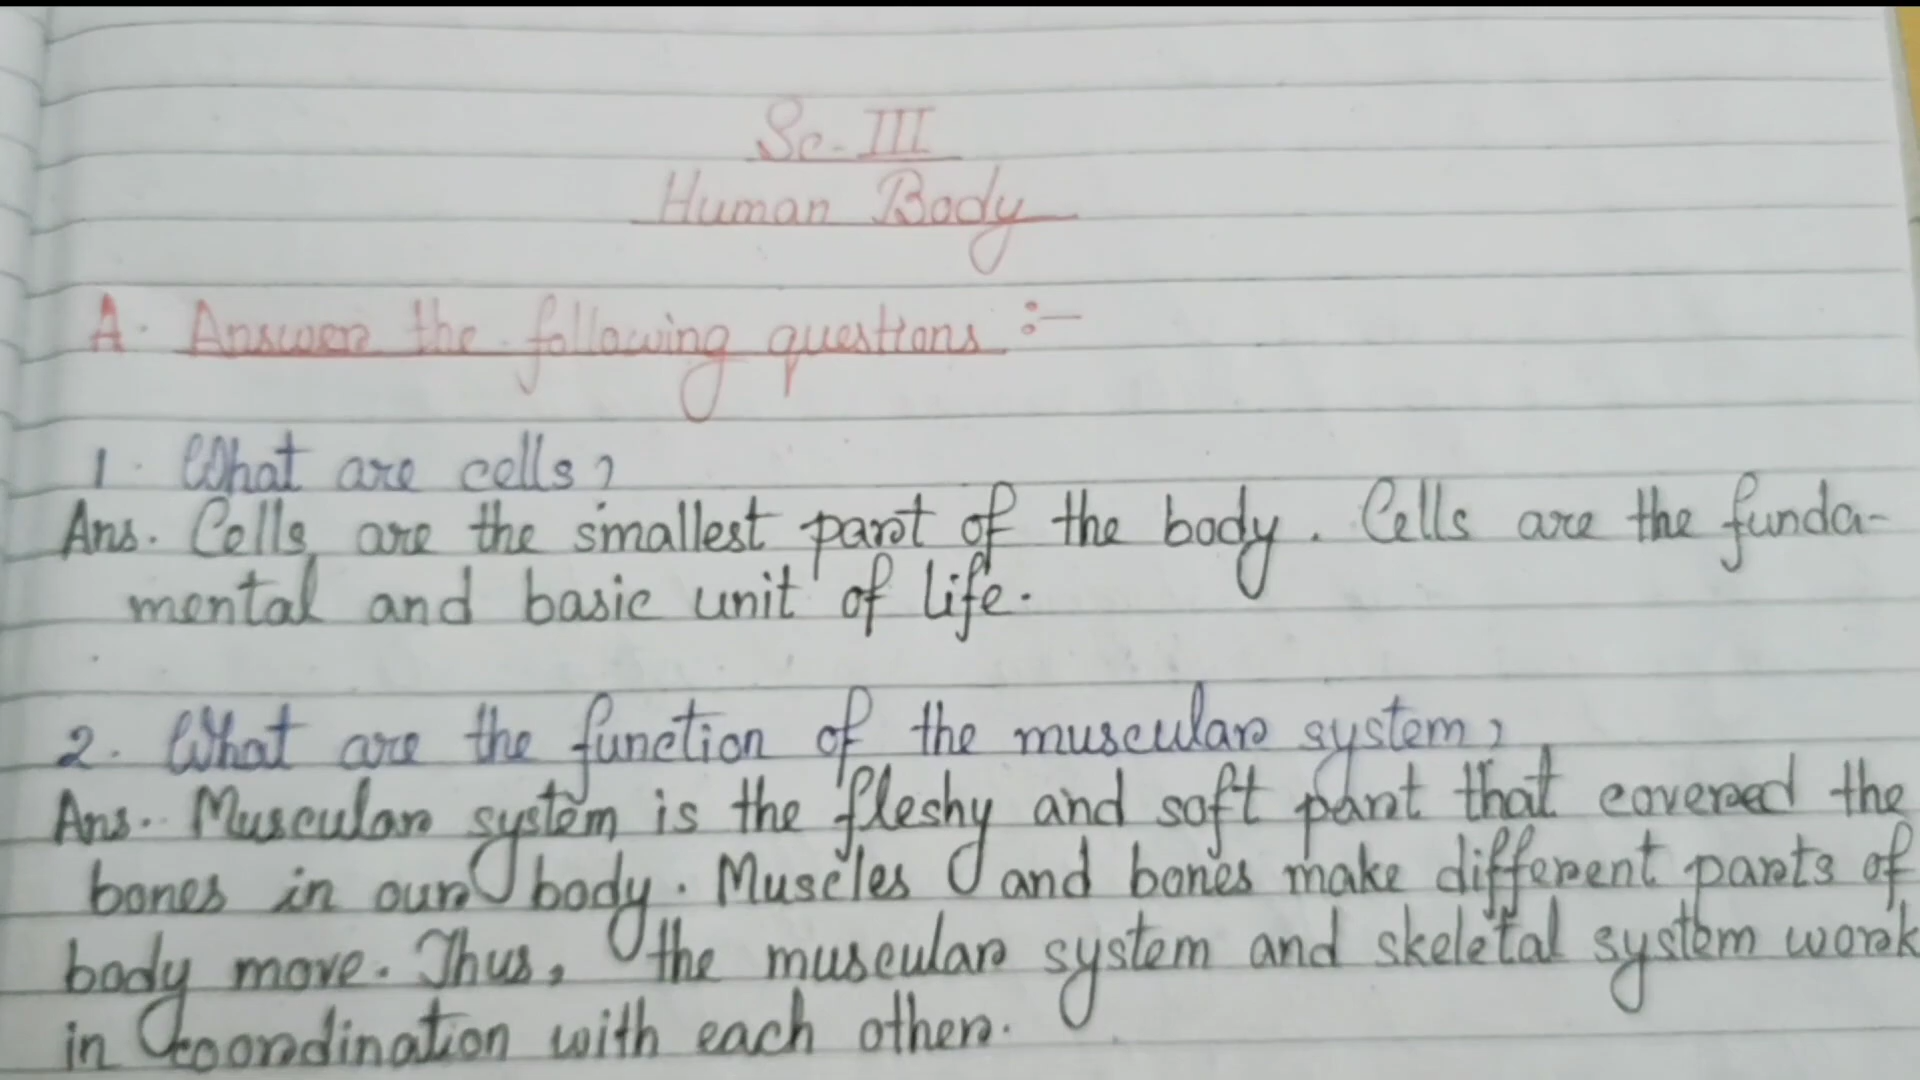 Sc. III
Human Body
A. Answer the following questions :-
1. What are cells?
Ans. Cells are the smallest part of the body. Cells are the funda-
mental and basic unit of life.
2. What are the function of the muscular system?
Ans. Muscular system is the fleshy and soft part that covered the
bones in our body. Muscles and bones make different parts of
body move. Thus, the muscular system and skeletal system work
in coordination with each other.